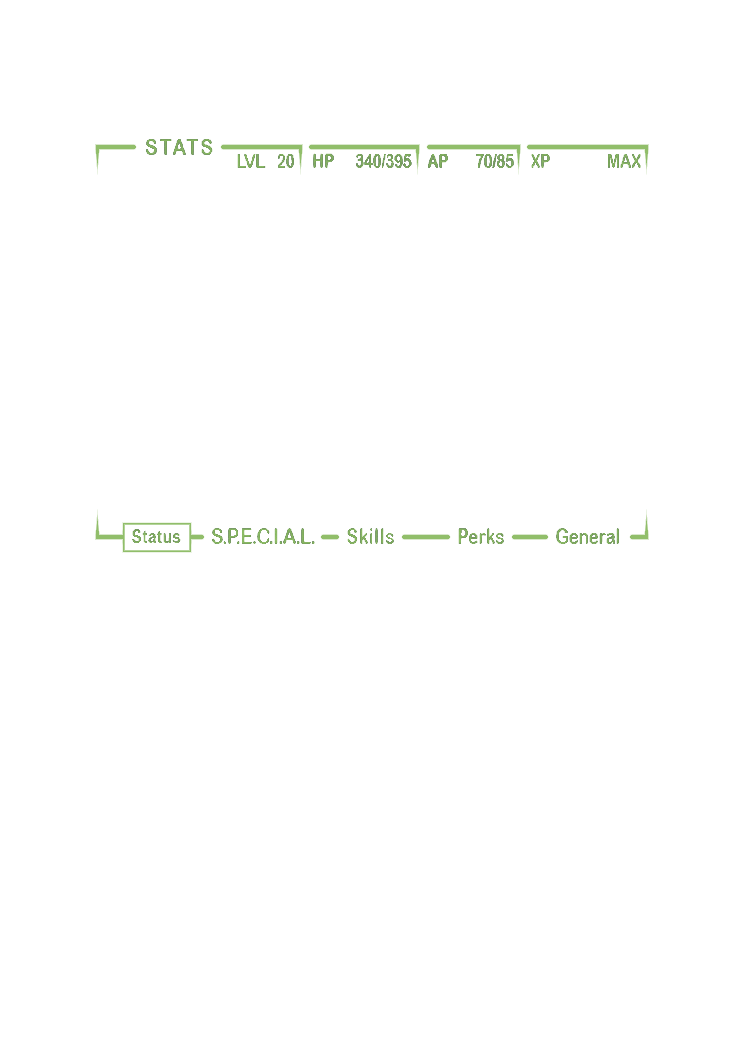 STATS
LVL 20 HP 340/395 AP 70/85 XP MAX
Status S.P.E.C.I.A.L. Skills Perks General